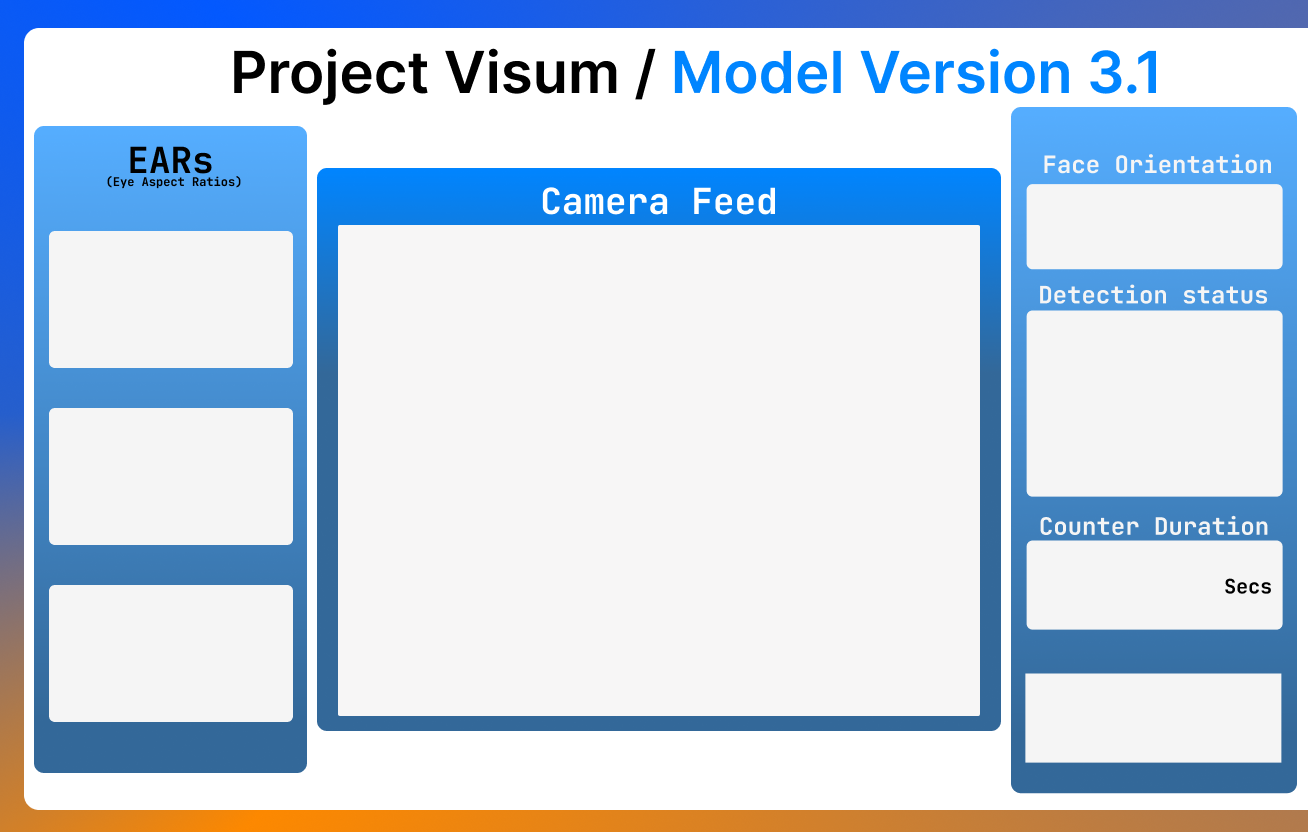 Project Visum / Model Version 3.1
EARs
(Eye Aspect Ratios)
Camera Feed
Face Orientation
Detection status
Counter Duration
Secs